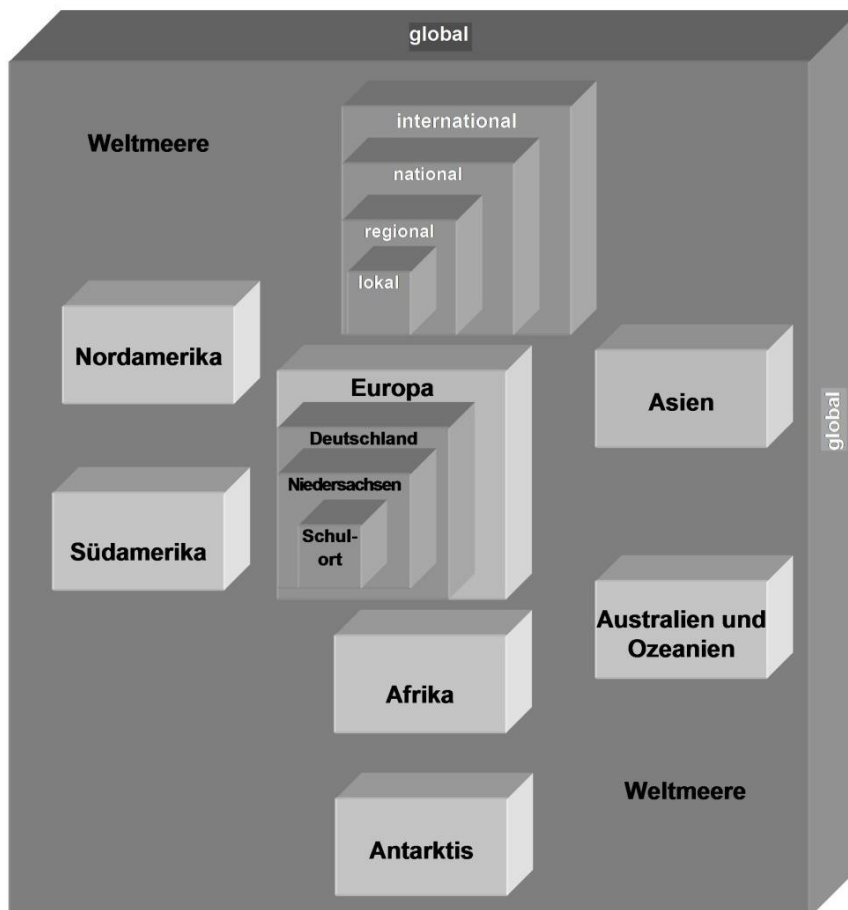 global
Weltmeere
international
national
regional
lokal
Nordamerika
Europa
Asien
global
Deutschland
Niedersachsen
Schul-
ort
Südamerika
Australien und
Ozeanien
Afrika
Weltmeere
Antarktis